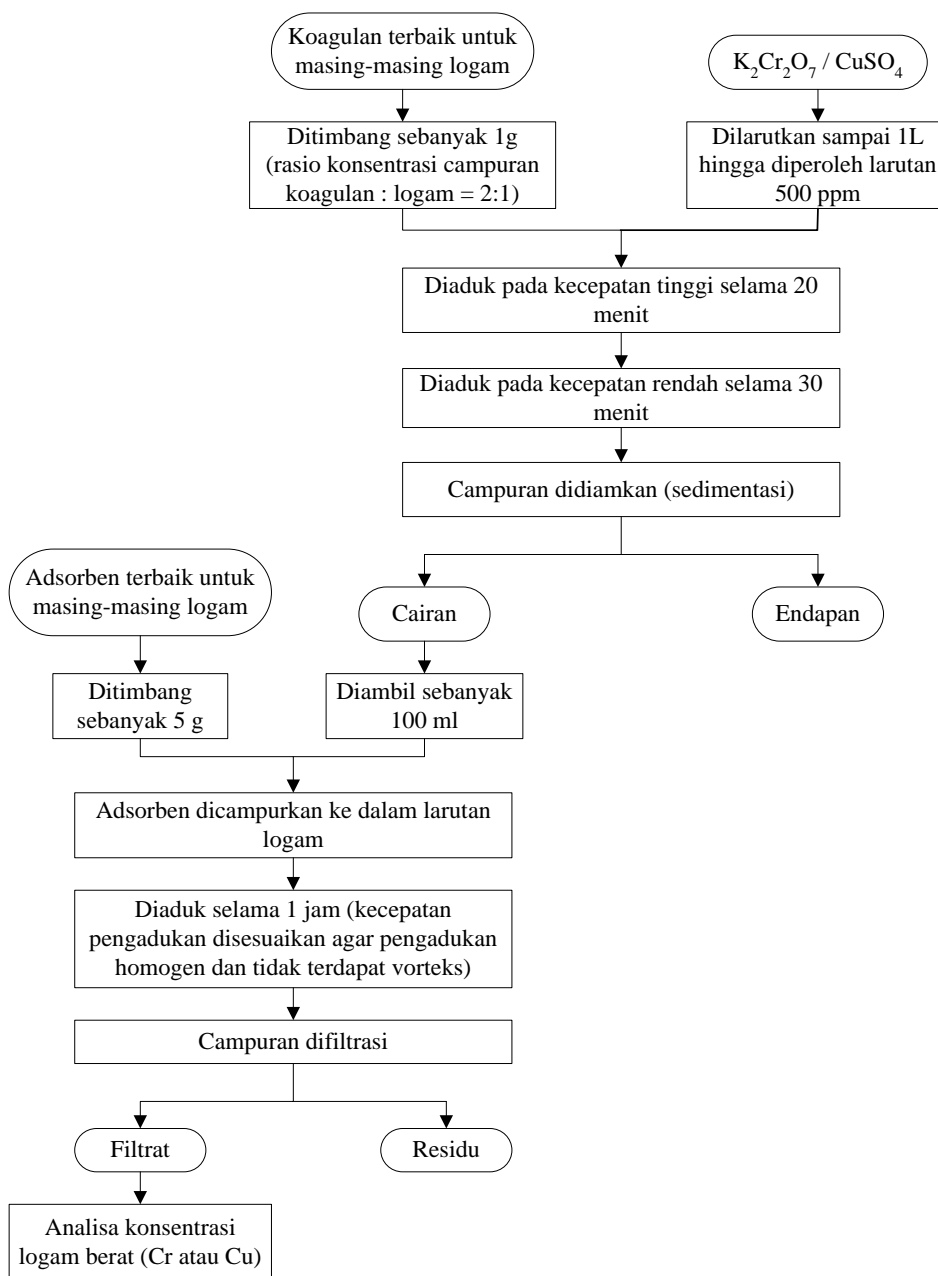 Koagulan terbaik untuk
masing-masing logam
K2Cr2O7 / CuSO4
Ditimbang sebanyak 1g
(rasio konsentrasi campuran
koagulan : logam = 2:1)
Dilarutkan sampai 1L
hingga diperoleh larutan
500 ppm
Diaduk pada kecepatan tinggi selama 20
menit
Diaduk pada kecepatan rendah selama 30
menit
Campuran didiamkan (sedimentasi)
Adsorben terbaik untuk
masing-masing logam
Cairan
Endapan
Ditimbang
sebanyak 5 g
Diambil sebanyak
100 ml
Adsorben dicampurkan ke dalam larutan
logam
Diaduk selama 1 jam (kecepatan
pengadukan disesuaikan agar pengadukan
homogen dan tidak terdapat vorteks)
Campuran difiltrasi
Filtrat
Residu
Analisa konsentrasi
logam berat (Cr atau Cu)